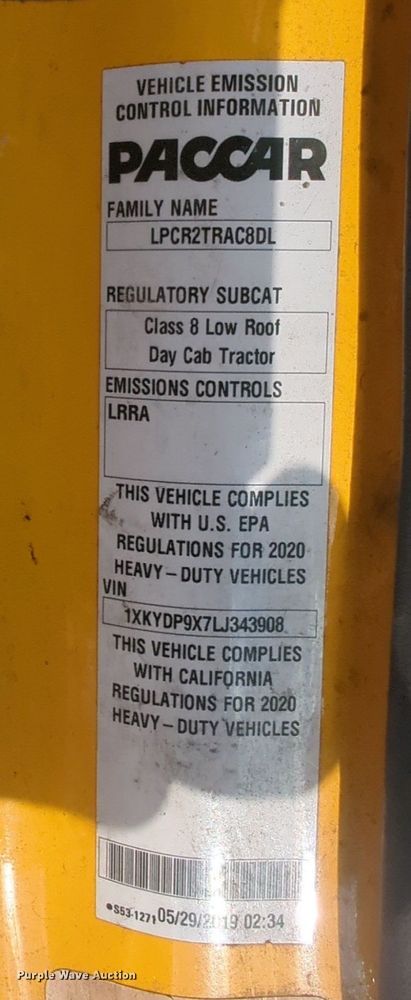 VEHICLE EMISSION
CONTROL INFORMATION
PACCAR
FAMILY NAME
LPCR2TRAC8DL
REGULATORY SUBCAT
Class 8 Low Roof
Day Cab Tractor
EMISSIONS CONTROLS
LRRA
THIS VEHICLE COMPLIES
WITH U.S. EPA
REGULATIONS FOR 2020
HEAVY-DUTY VEHICLES
VIN
1XKYDP9X7LJ343908
THIS VEHICLE COMPLIES
WITH CALIFORNIA
REGULATIONS FOR 2020
HEAVY-DUTY VEHICLES
S53-1271 05/29/2019 02:34
Purple Wave Auction